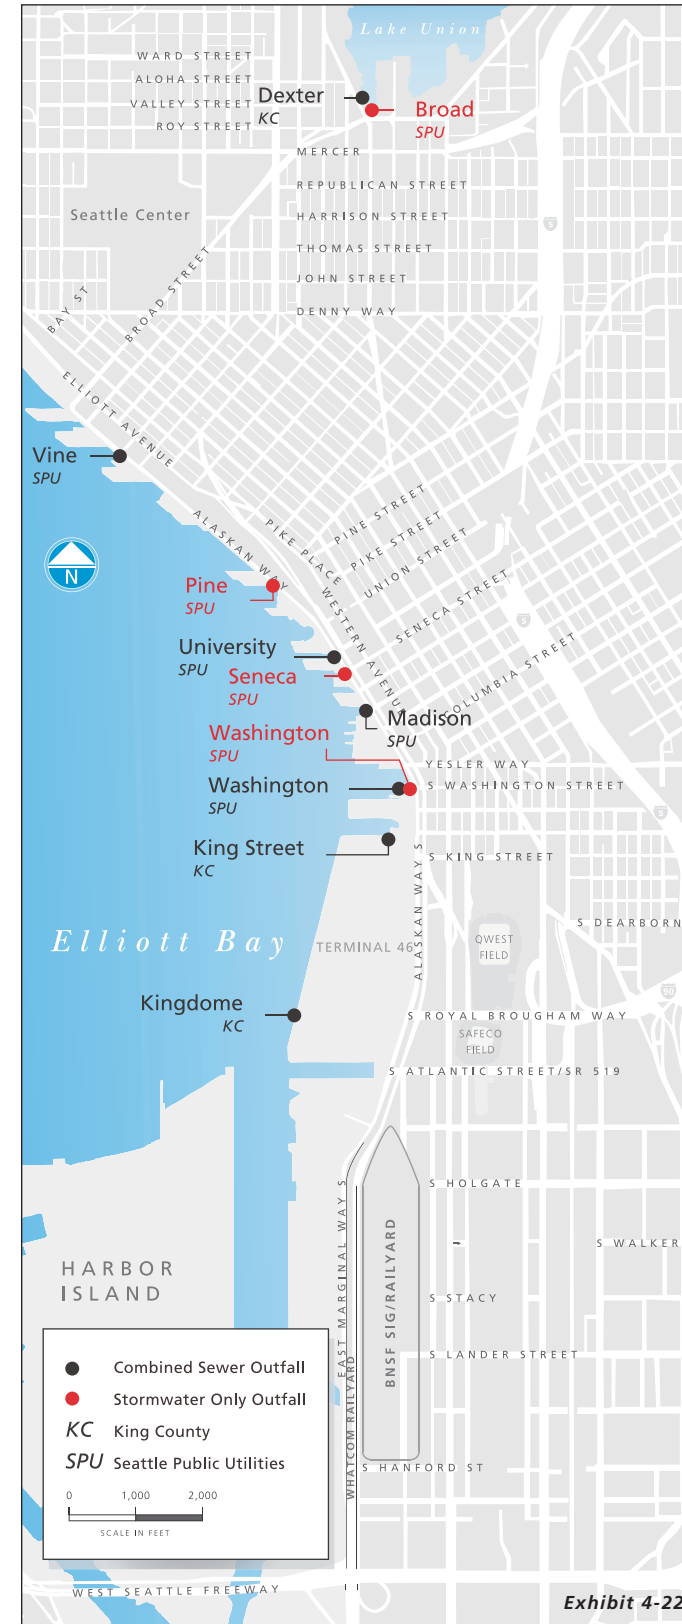 Lake Union
WARD STREET
ALOHA STREET
VALLEY STREET
ROY STREET
Dexter
KC
Broad
SPU
MERCER
REPUBLICAN STREET
HARRISON STREET
THOMAS STREET
JOHN STREET
DENNY WAY
Seattle Center
5
BAY ST
BROAD STREET
ELLIOTT AVENUE
Vine
SPU
ALASKAN WAY
PIKE PLACE
PINE STREET
PIKE STREET
UNION STREET
SENECA STREET
COLUMBIA STREET
WESTERN AVENUE
N
5
Pine
SPU
University
SPU
Seneca
SPU
Madison
SPU
Washington
SPU
YESLER WAY
Washington
SPU
S WASHINGTON STREET
5
King Street
KC
S KING STREET
ALASKAN WAY S
S DEARBORN
Elliott Bay
TERMINAL 46
QWEST
FIELD
90
Kingdome
KC
S ROYAL BROUGHAM WAY
SAFECO
FIELD
S ATLANTIC STREET/SR 519
S HOLGATE
EAST MARGINAL WAY S
BNSF SIG/RAILYARD
S WALKER
HARBOR
ISLAND
S STACY
S LANDER STREET
WHATCOM RAILYARD
S HANFORD ST
Combined Sewer Outfall
Stormwater Only Outfall
KC King County
SPU Seattle Public Utilities
0 1,000 2,000
SCALE IN FEET
WEST SEATTLE FREEWAY
Exhibit 4-22